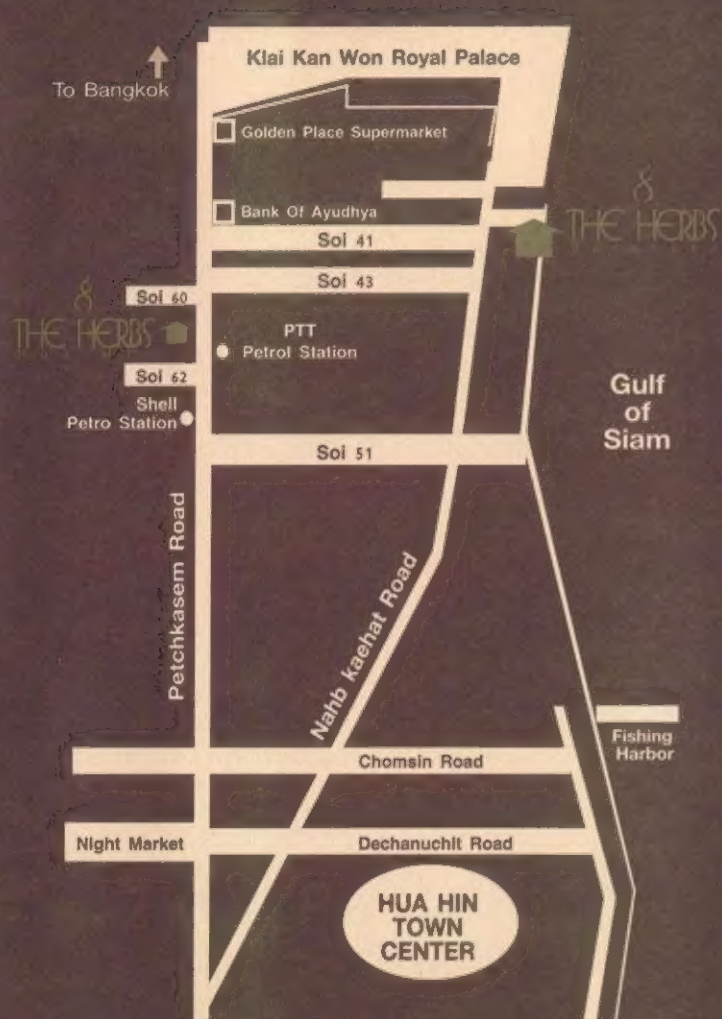 Klai Kan Won Royal Palace
To Bangkok
Golden Place Supermarket
Bank Of Ayudhya
THE HERBS
Soi 41
Soi 43
Soi 60
THE HERBS
PTT
Petrol Station
Soi 62
Shell
Petro Station
Gulf
of
Siam
Soi 51
Petchkasem Road
Nahb kaehat Road
Fishing
Harbor
Chomsin Road
Night Market
Dechanuchit Road
HUA HIN
TOWN
CENTER